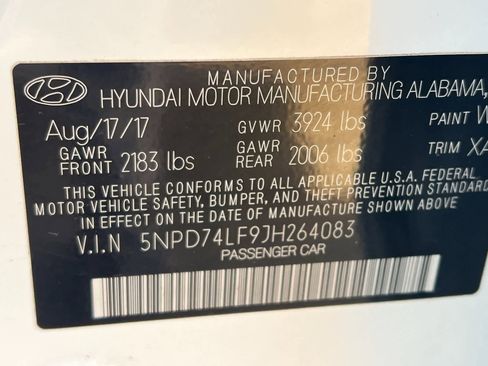 MANUFACTURED BY
HYUNDAI MOTOR MANUFACTURING ALABAMA,
Aug/17/17 GVWR 3924 lbs PAINT W
GAWR FRONT 2183 lbs GAWR REAR 2006 lbs TRIM XA
THIS VEHICLE CONFORMS TO ALL APPLICABLE U.S.A. FEDERAL
MOTOR VEHICLE SAFETY, BUMPER, AND THEFT PREVENTION STANDARD
IN EFFECT ON THE DATE OF MANUFACTURE SHOWN ABOVE.
V.I.N 5NPD74LF9JH264083
PASSENGER CAR